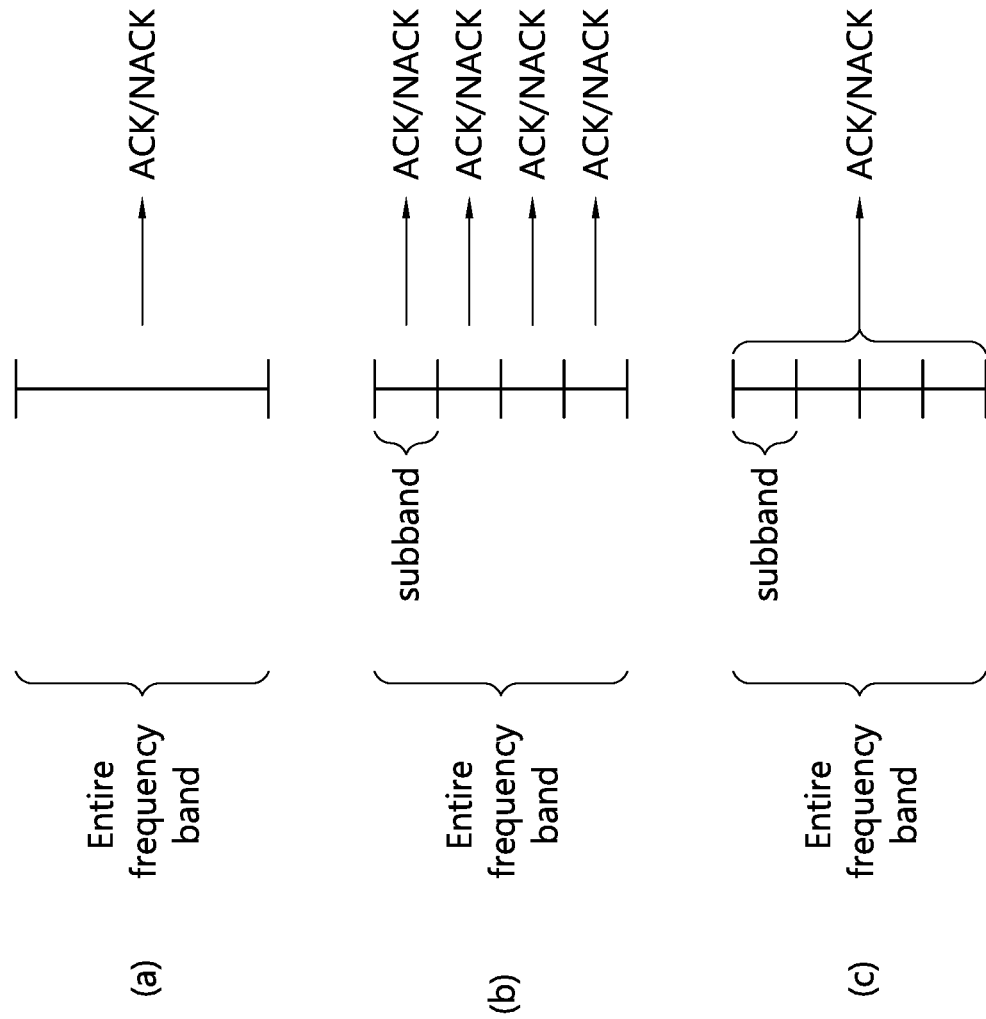 (a)
Entire
frequency
band
ACK/NACK
(b)
Entire
frequency
band
subband
ACK/NACK
ACK/NACK
ACK/NACK
ACK/NACK
(c)
Entire
frequency
band
subband
ACK/NACK